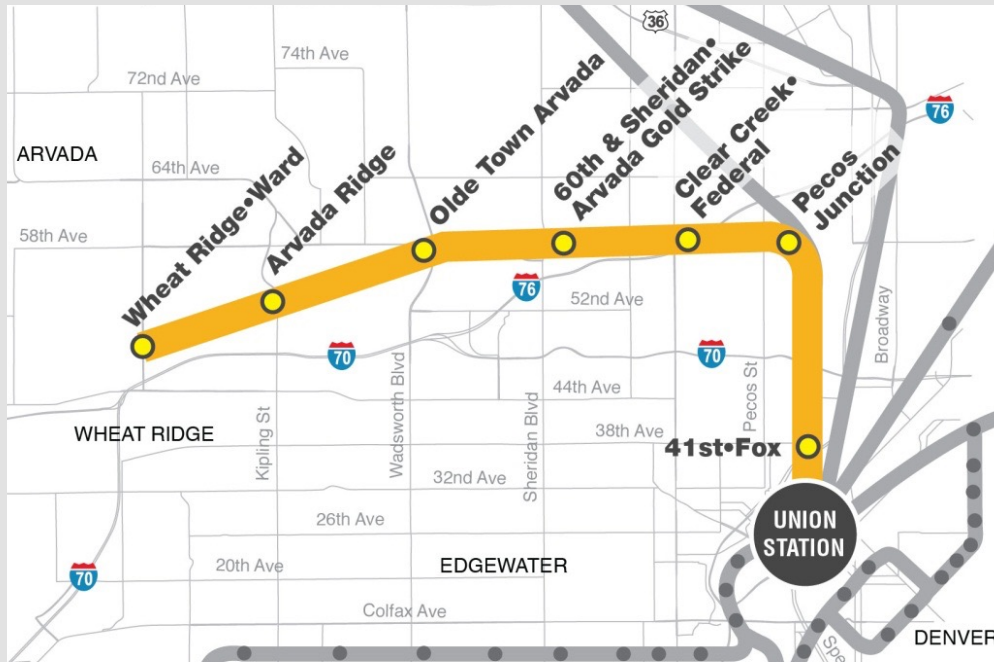 36
74th Ave
72nd Ave
76
ARVADA
64th Ave
58th Ave
Wheat Ridge•Ward
Arvada Ridge
Olde Town Arvada
60th & Sheridan•
Arvada Gold Strike
Clear Creek•
Federal
Pecos
Junction
76
52nd Ave
Broadway
70
70
Wadsworth Blvd
Sheridan Blvd
Pecos St
44th Ave
Kipling St
WHEAT RIDGE
38th Ave
41st•Fox
32nd Ave
26th Ave
UNION
STATION
20th Ave
EDGEWATER
70
Colfax Ave
DENVER